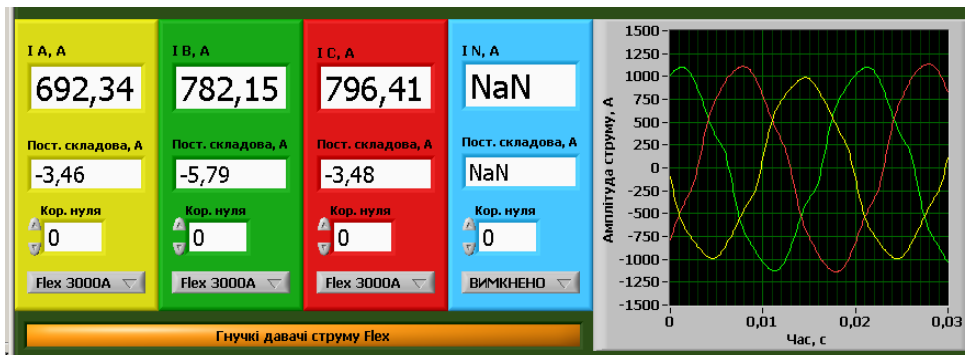 I A, A
692,34
Пост. складова, А
-3,46
Кор. нуля
0
Flex 3000A
I B, A
782,15
Пост. складова, А
-5,79
Кор. нуля
0
Flex 3000A
I C, A
796,41
Пост. складова, А
-3,48
Кор. нуля
0
Flex 3000A
I N, A
NaN
Пост. складова, А
NaN
Кор. нуля
0
ВИМКНЕНО
Гнучкі давачі струму Flex
Амплітуда струму, А
1500
1250
1000
750
500
250
0
-250
-500
-750
-1000
-1250
-1500
0 0,01 0,02 0,03
Час, с